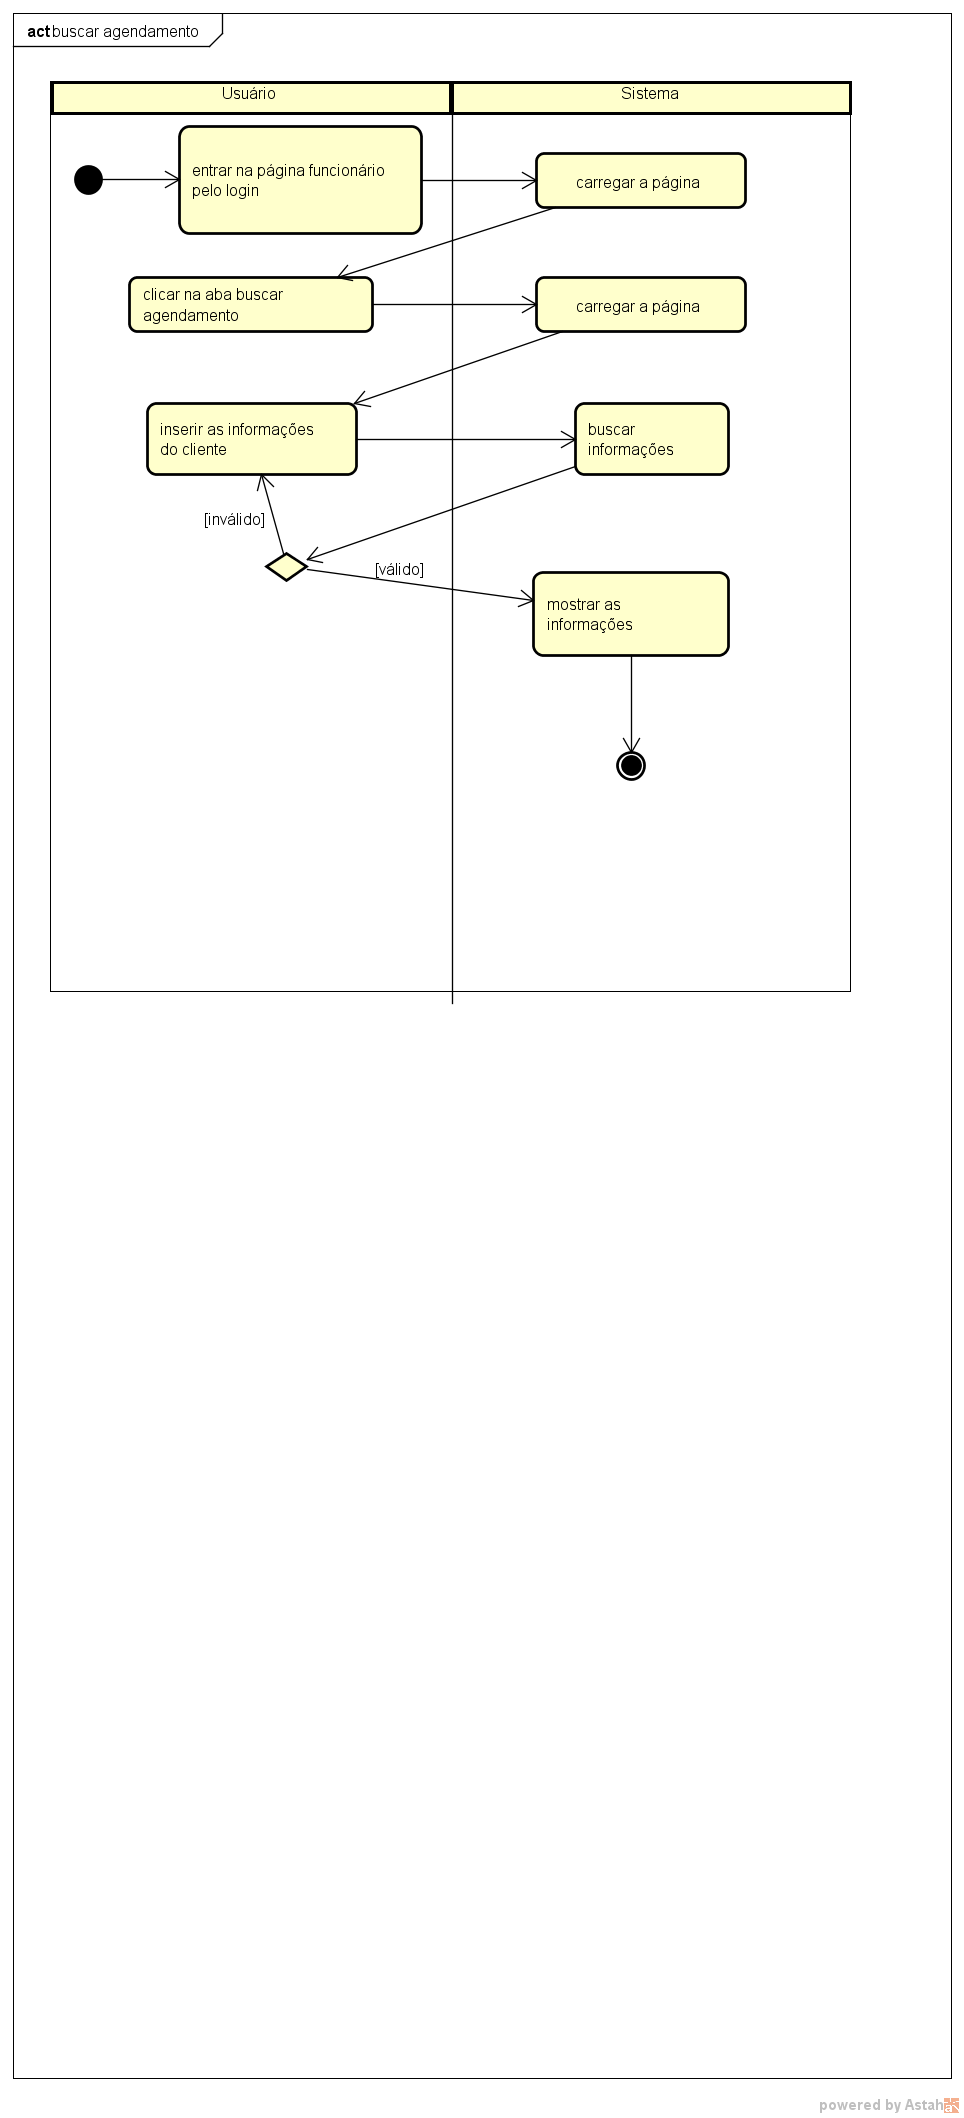 act buscar agendamento
Usuário
Sistema
entrar na página funcionário
pelo login
carregar a página
clicar na aba buscar
agendamento
carregar a página
inserir as informações
do cliente
buscar
informações
[inválido]
[válido]
mostrar as
informações
powered by Astah